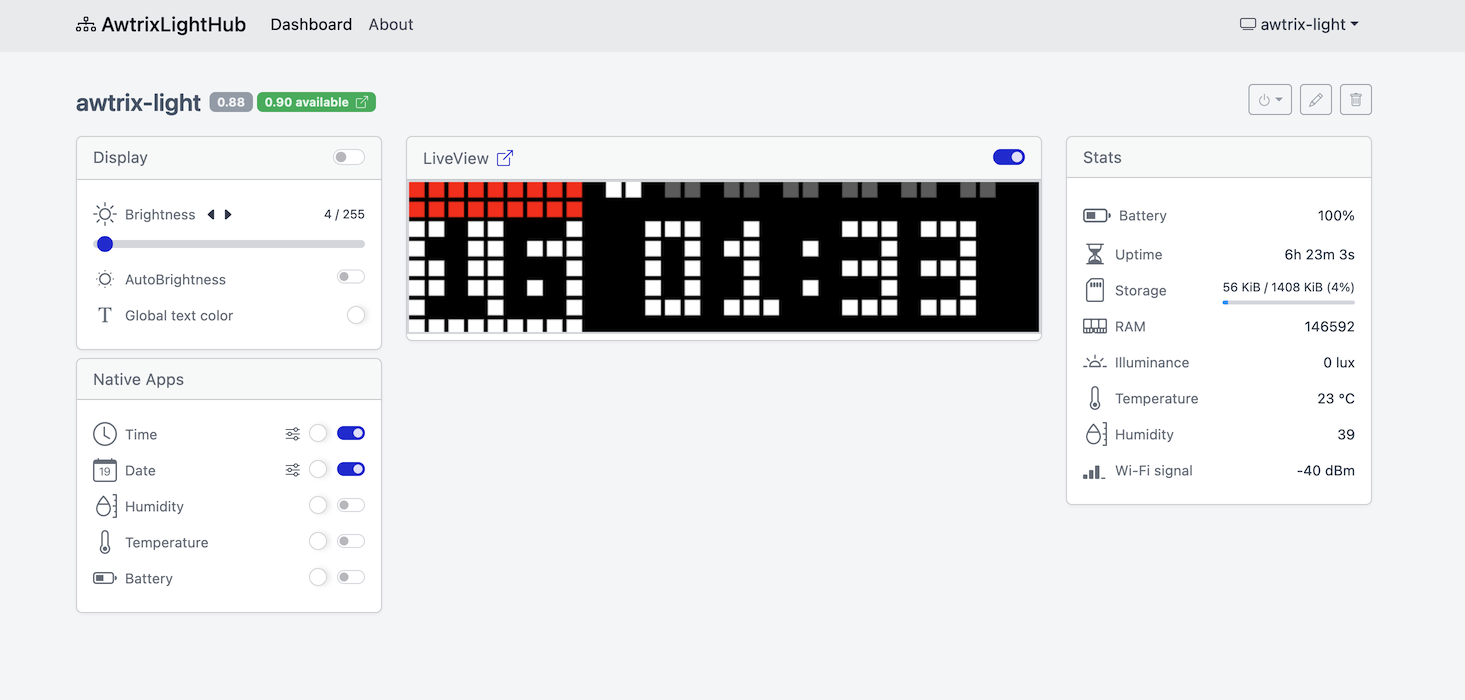 AwtrixLightHub Dashboard About awtrix-light
awtrix-light 0.88 0.90 available
Display
Brightness 4 / 255
AutoBrightness
Global text color
Native Apps
Time
19 Date
Humidity
Temperature
Battery
LiveView
16 01:33
Stats
Battery 100%
Uptime 6h 23m 3s
Storage 56 KiB / 1408 KiB (4%)
RAM 146592
Illuminance 0 lux
Temperature 23 °C
Humidity 39
Wi-Fi signal -40 dBm